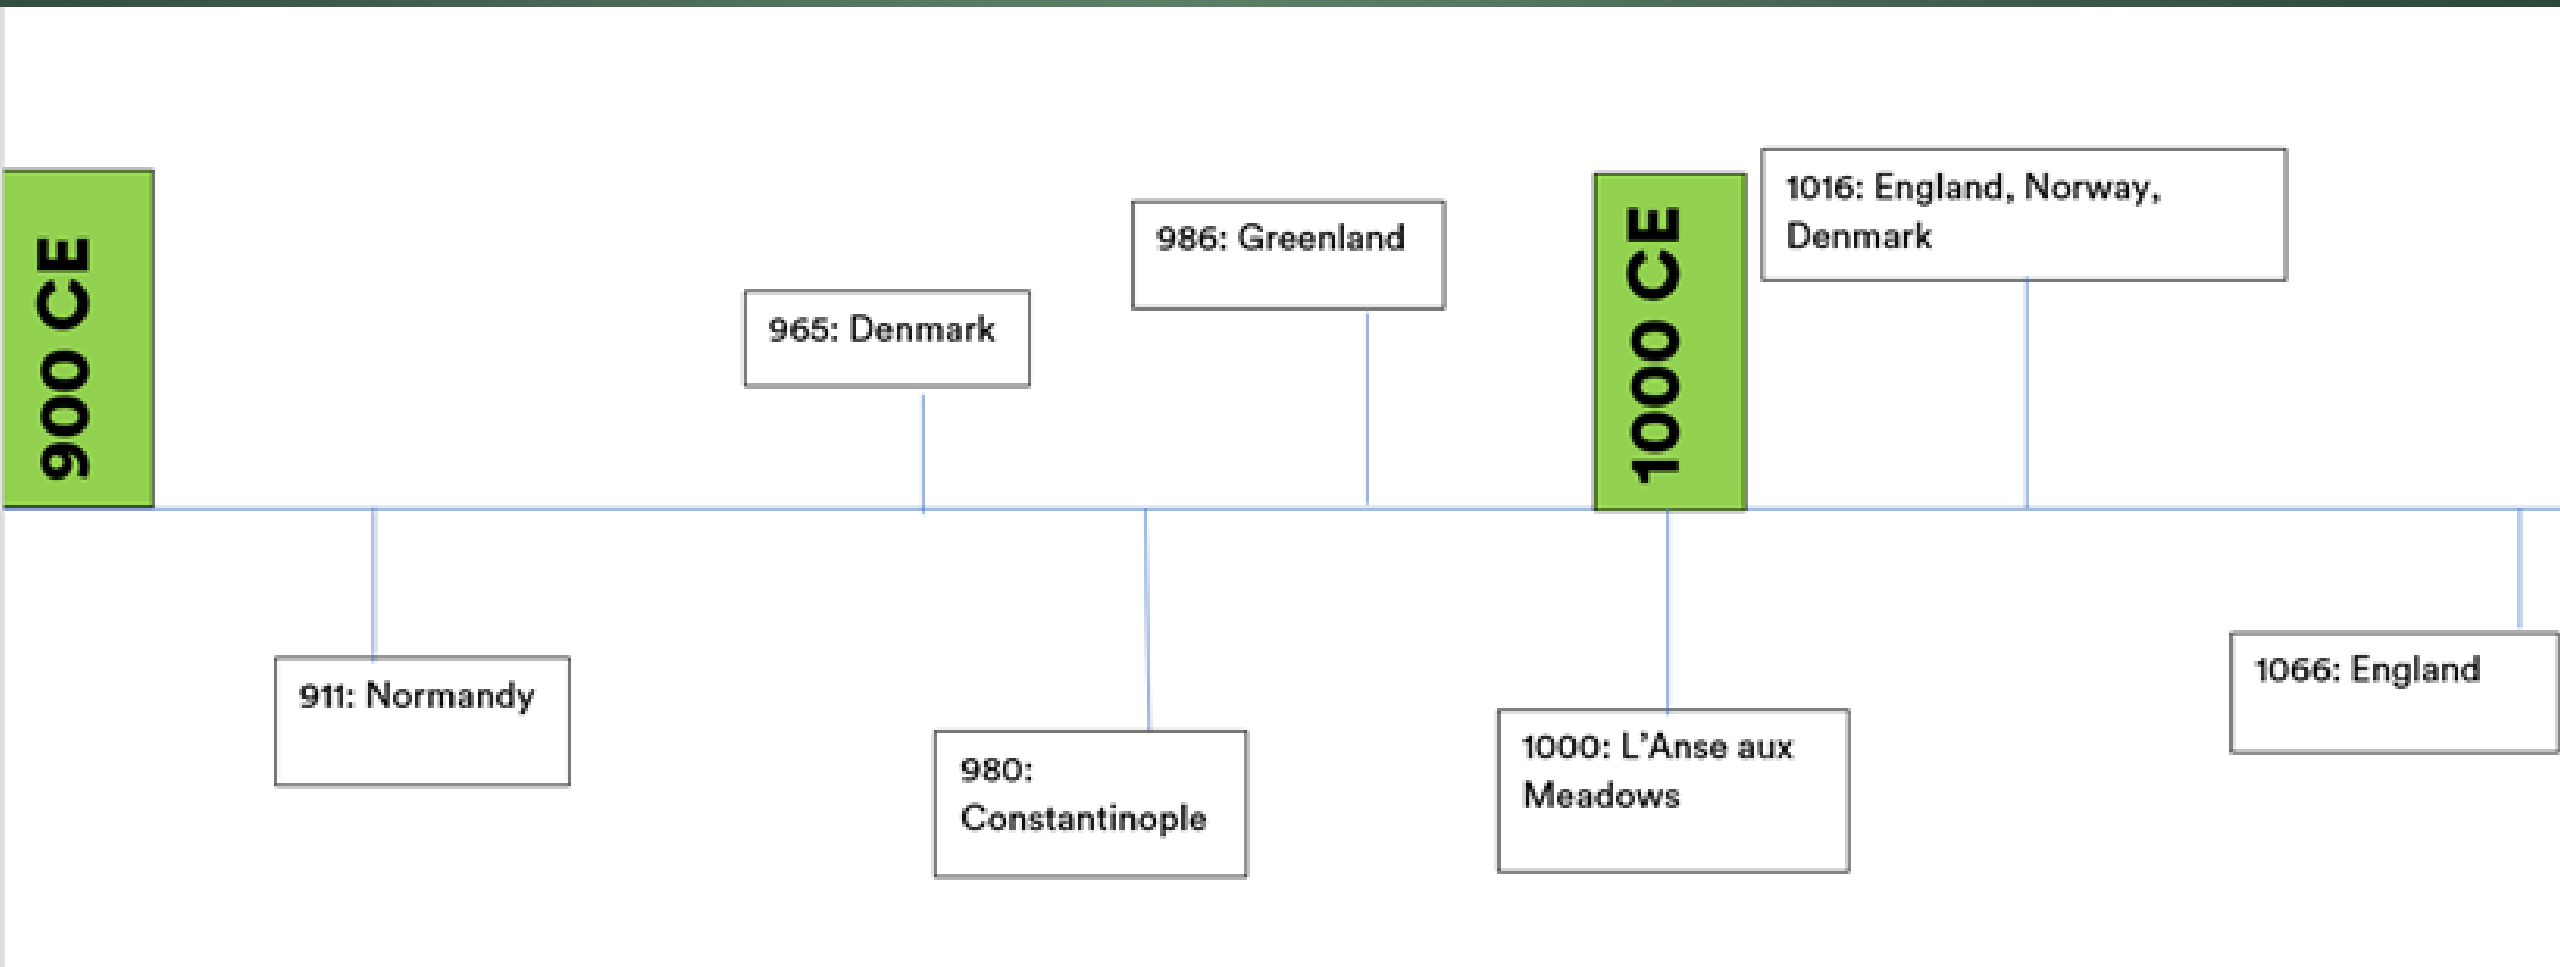 900 CE
911: Normandy
965: Denmark
980:
Constantinople
986: Greenland
1000 CE
1000: L’Anse aux
Meadows
1016: England, Norway,
Denmark
1066: England